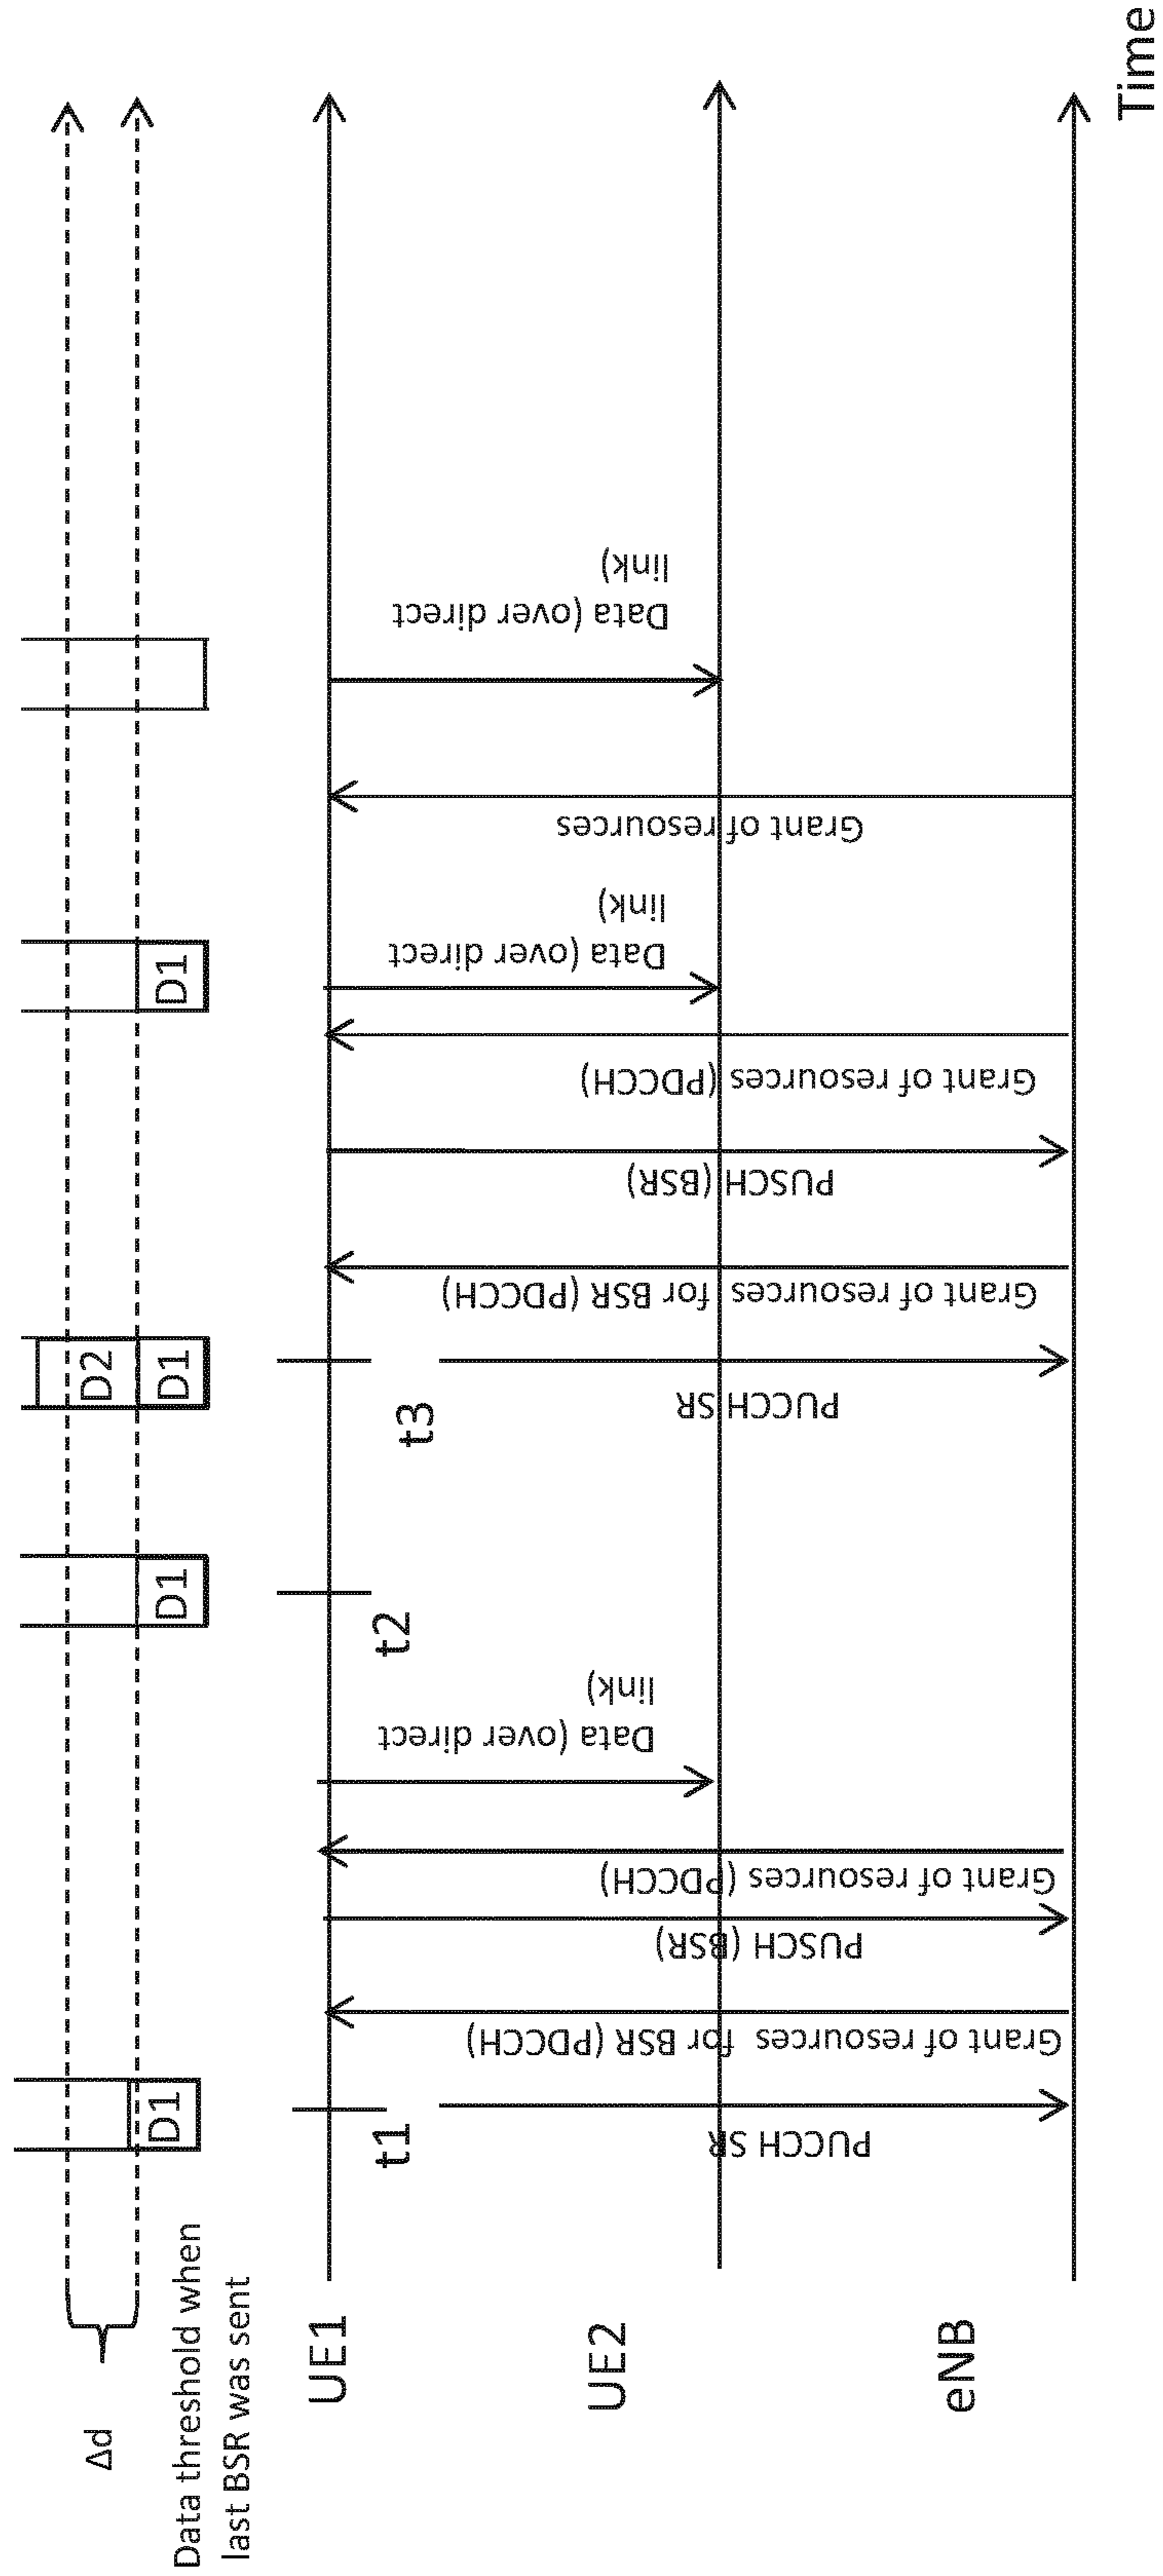 Δd
Data threshold when
last BSR was sent
D1
D1
D2
D1
D1
UE1
UE2
eNB
t1
t2
t3
PUCCH SR
Grant of resources for BSR (PDCCH)
PUSCH (BSR)
Grant of resources (PDCCH)
Data (over direct
link)
PUCCH SR
Grant of resources for BSR (PDCCH)
PUSCH (BSR)
Grant of resources (PDCCH)
Data (over direct
link)
Grant of resources
Data (over direct
link)
Time